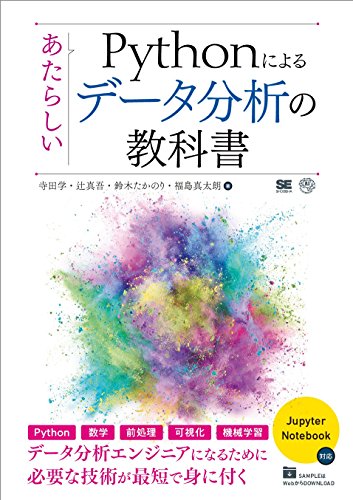 Pythonによる
あたらしい
データ分析の
教科書
寺田学・辻真吾・鈴木たかのり・福島真太朗 著
SE
SHOEISHA
Python 数学 前処理 可視化 機械学習
データ分析エンジニアになるために
必要な技術が最短で身に付く
Jupyter
Notebook
対応
SAMPLEは
WebからDOWNLOAD